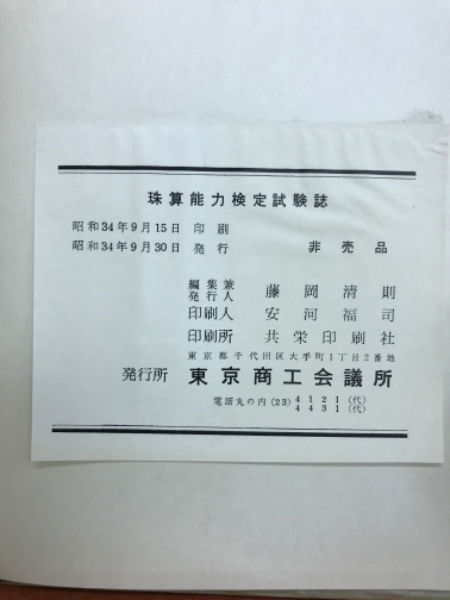 珠算能力検定試験誌
昭和34年9月15日 印刷
昭和34年9月30日 発行 非売品
編集兼
発行人 藤岡清則
印刷人 安河福司
印刷所 共栄印刷社
東京都千代田区大手町1丁目2番地
発行所 東京商工会議所
電話丸の内(23) 4121(代)
4431(代)